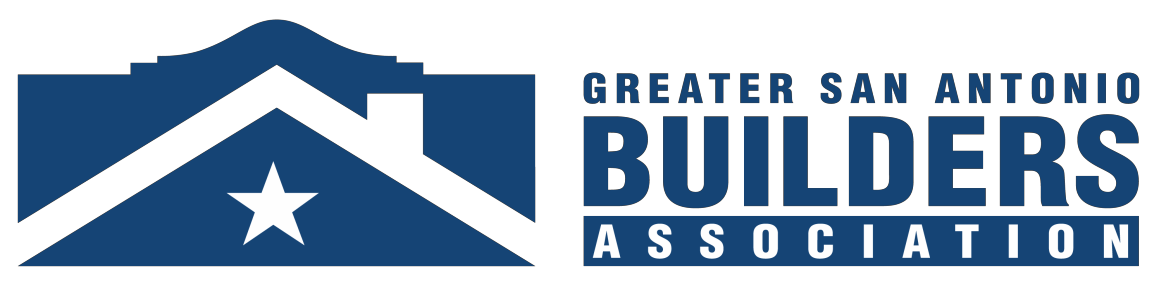 GREATER SAN ANTONIO
BUILDERS
ASSOCIATION